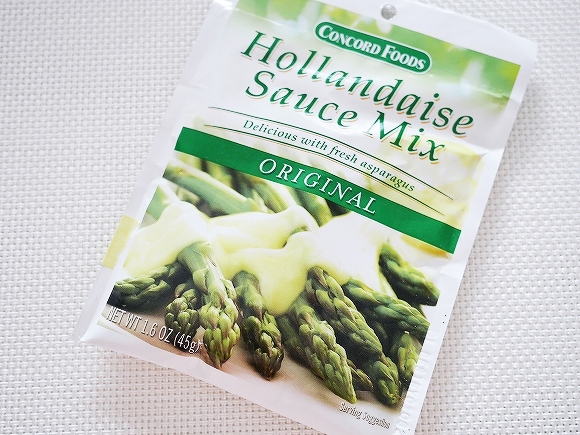 CONCORD FOODS
Hollandaise
Sauce Mix
Delicious with fresh asparagus
ORIGINAL
NET WT 1.6 OZ (45g)
Serving Suggestion